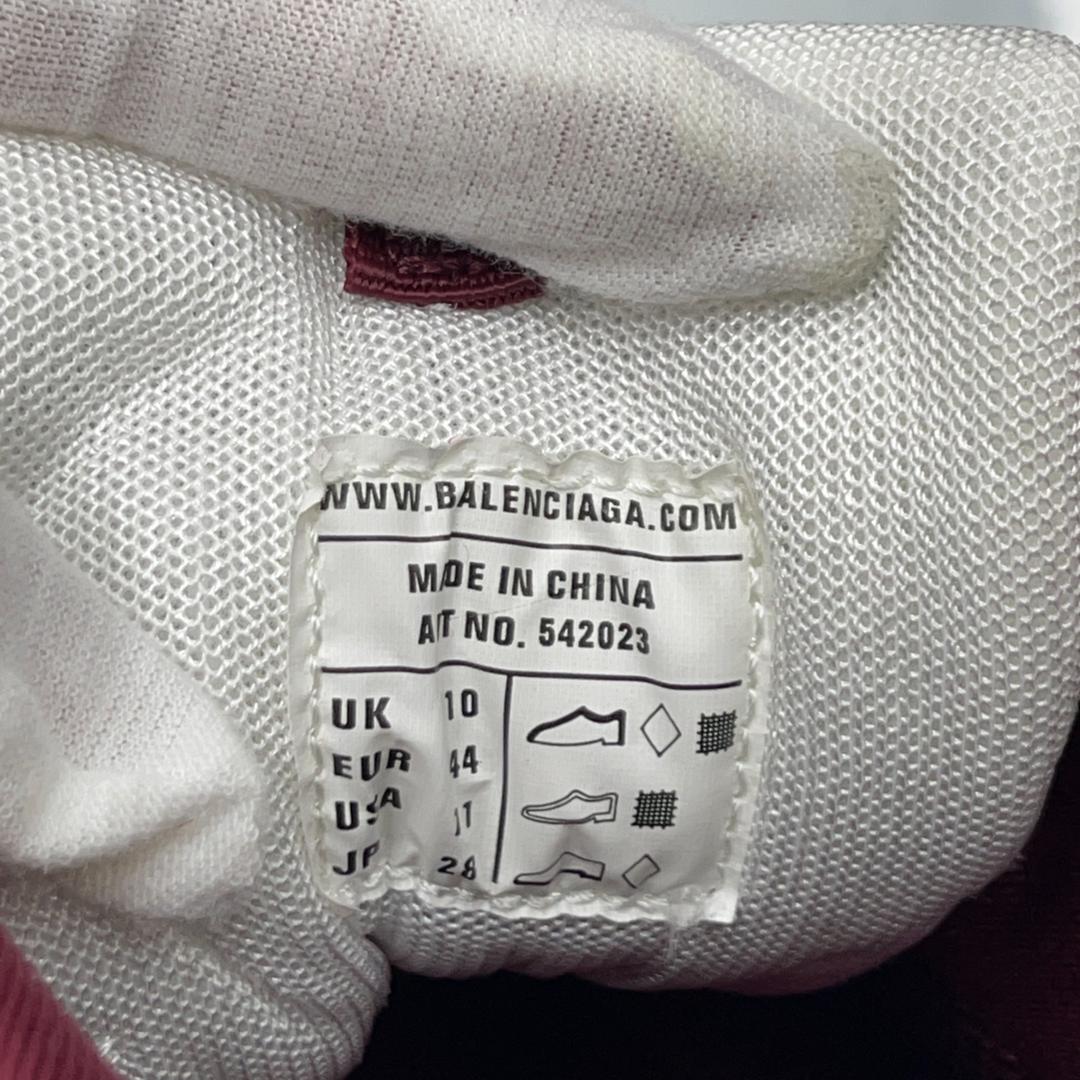 WWW.BALENCIAGA.COM
MADE IN CHINA
ART NO. 542023
UK 10
EUR 44
USA 11
JP 28